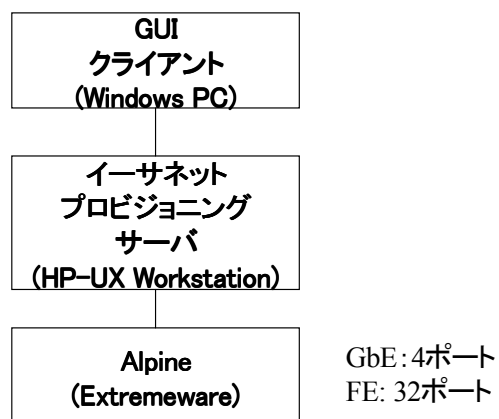 GUI
クライアント
(Windows PC)
イーサネット
プロビジョニング
サーバ
(HP-UX Workstation)
Alpine
(Extremeware)
GbE:4ポート
FE: 32ポート